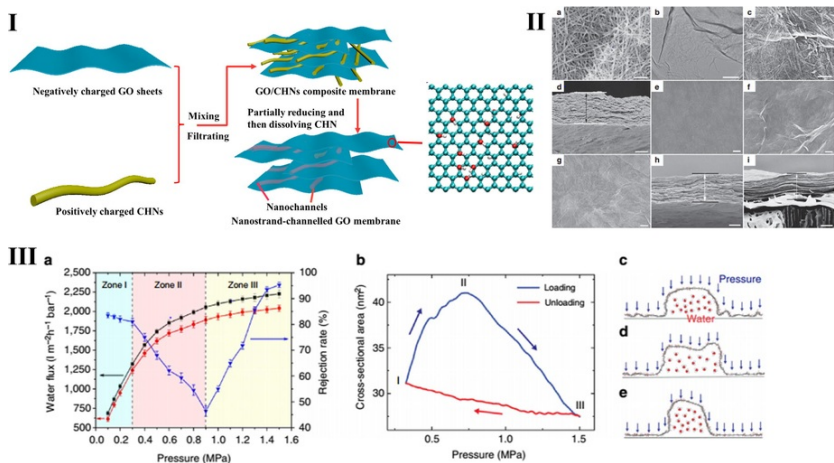 I
Negatively charged GO sheets
Positively charged CHNs
Mixing
Filtrating
GO/CHNs composite membrane
Partially reducing and
then dissolving CHN
Nanochannels
Nanostrand-channelled GO membrane
II
a
b
c
d
e
f
g
h
i
III
a
Zone I
Zone II
Zone III
Water flux (l m⁻²h⁻¹ bar⁻¹)
2,500
2,250
2,000
1,750
1,500
1,250
1,000
750
500
100
90
80
70
60
50
40
Rejection rate (%)
0.0 0.2 0.4 0.6 0.8 1.0 1.2 1.4 1.6
Pressure (MPa)
b
Cross-sectional area (nm²)
40
35
30
II
Loading
Unloading
I
III
0.5 1.0 1.5
Pressure (MPa)
c
Pressure
Water
d
e